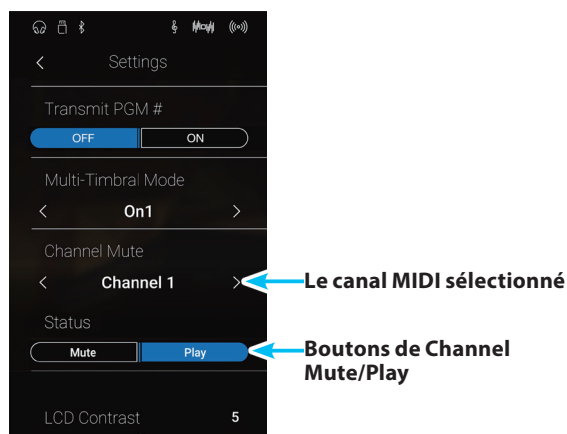 Settings
Transmit PGM #
OFF ON
Multi-Timbral Mode
On1
Channel Mute
Channel 1
Le canal MIDI sélectionné
Status
Mute Play
Boutons de Channel
Mute/Play
LCD Contrast 5